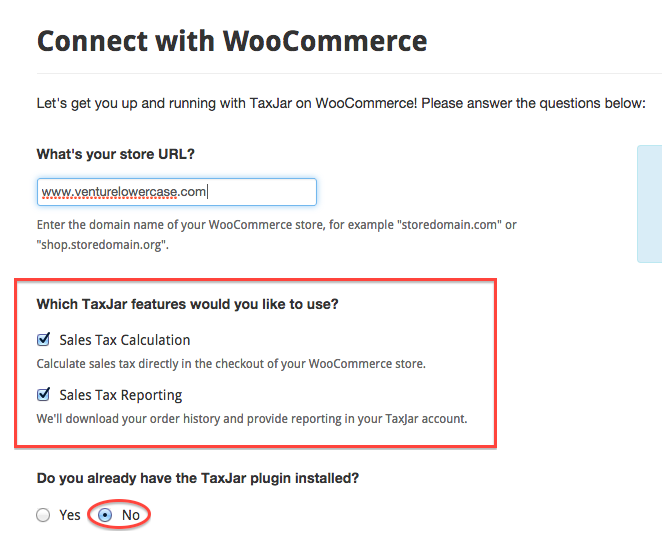 Connect with WooCommerce
Let's get you up and running with TaxJar on WooCommerce! Please answer the questions below:
What's your store URL?
www.venturelowercase.com
Enter the domain name of your WooCommerce store, for example "storedomain.com" or
"shop.storedomain.org".
Which TaxJar features would you like to use?
Sales Tax Calculation
Calculate sales tax directly in the checkout of your WooCommerce store.
Sales Tax Reporting
We'll download your order history and provide reporting in your TaxJar account.
Do you already have the TaxJar plugin installed?
Yes No